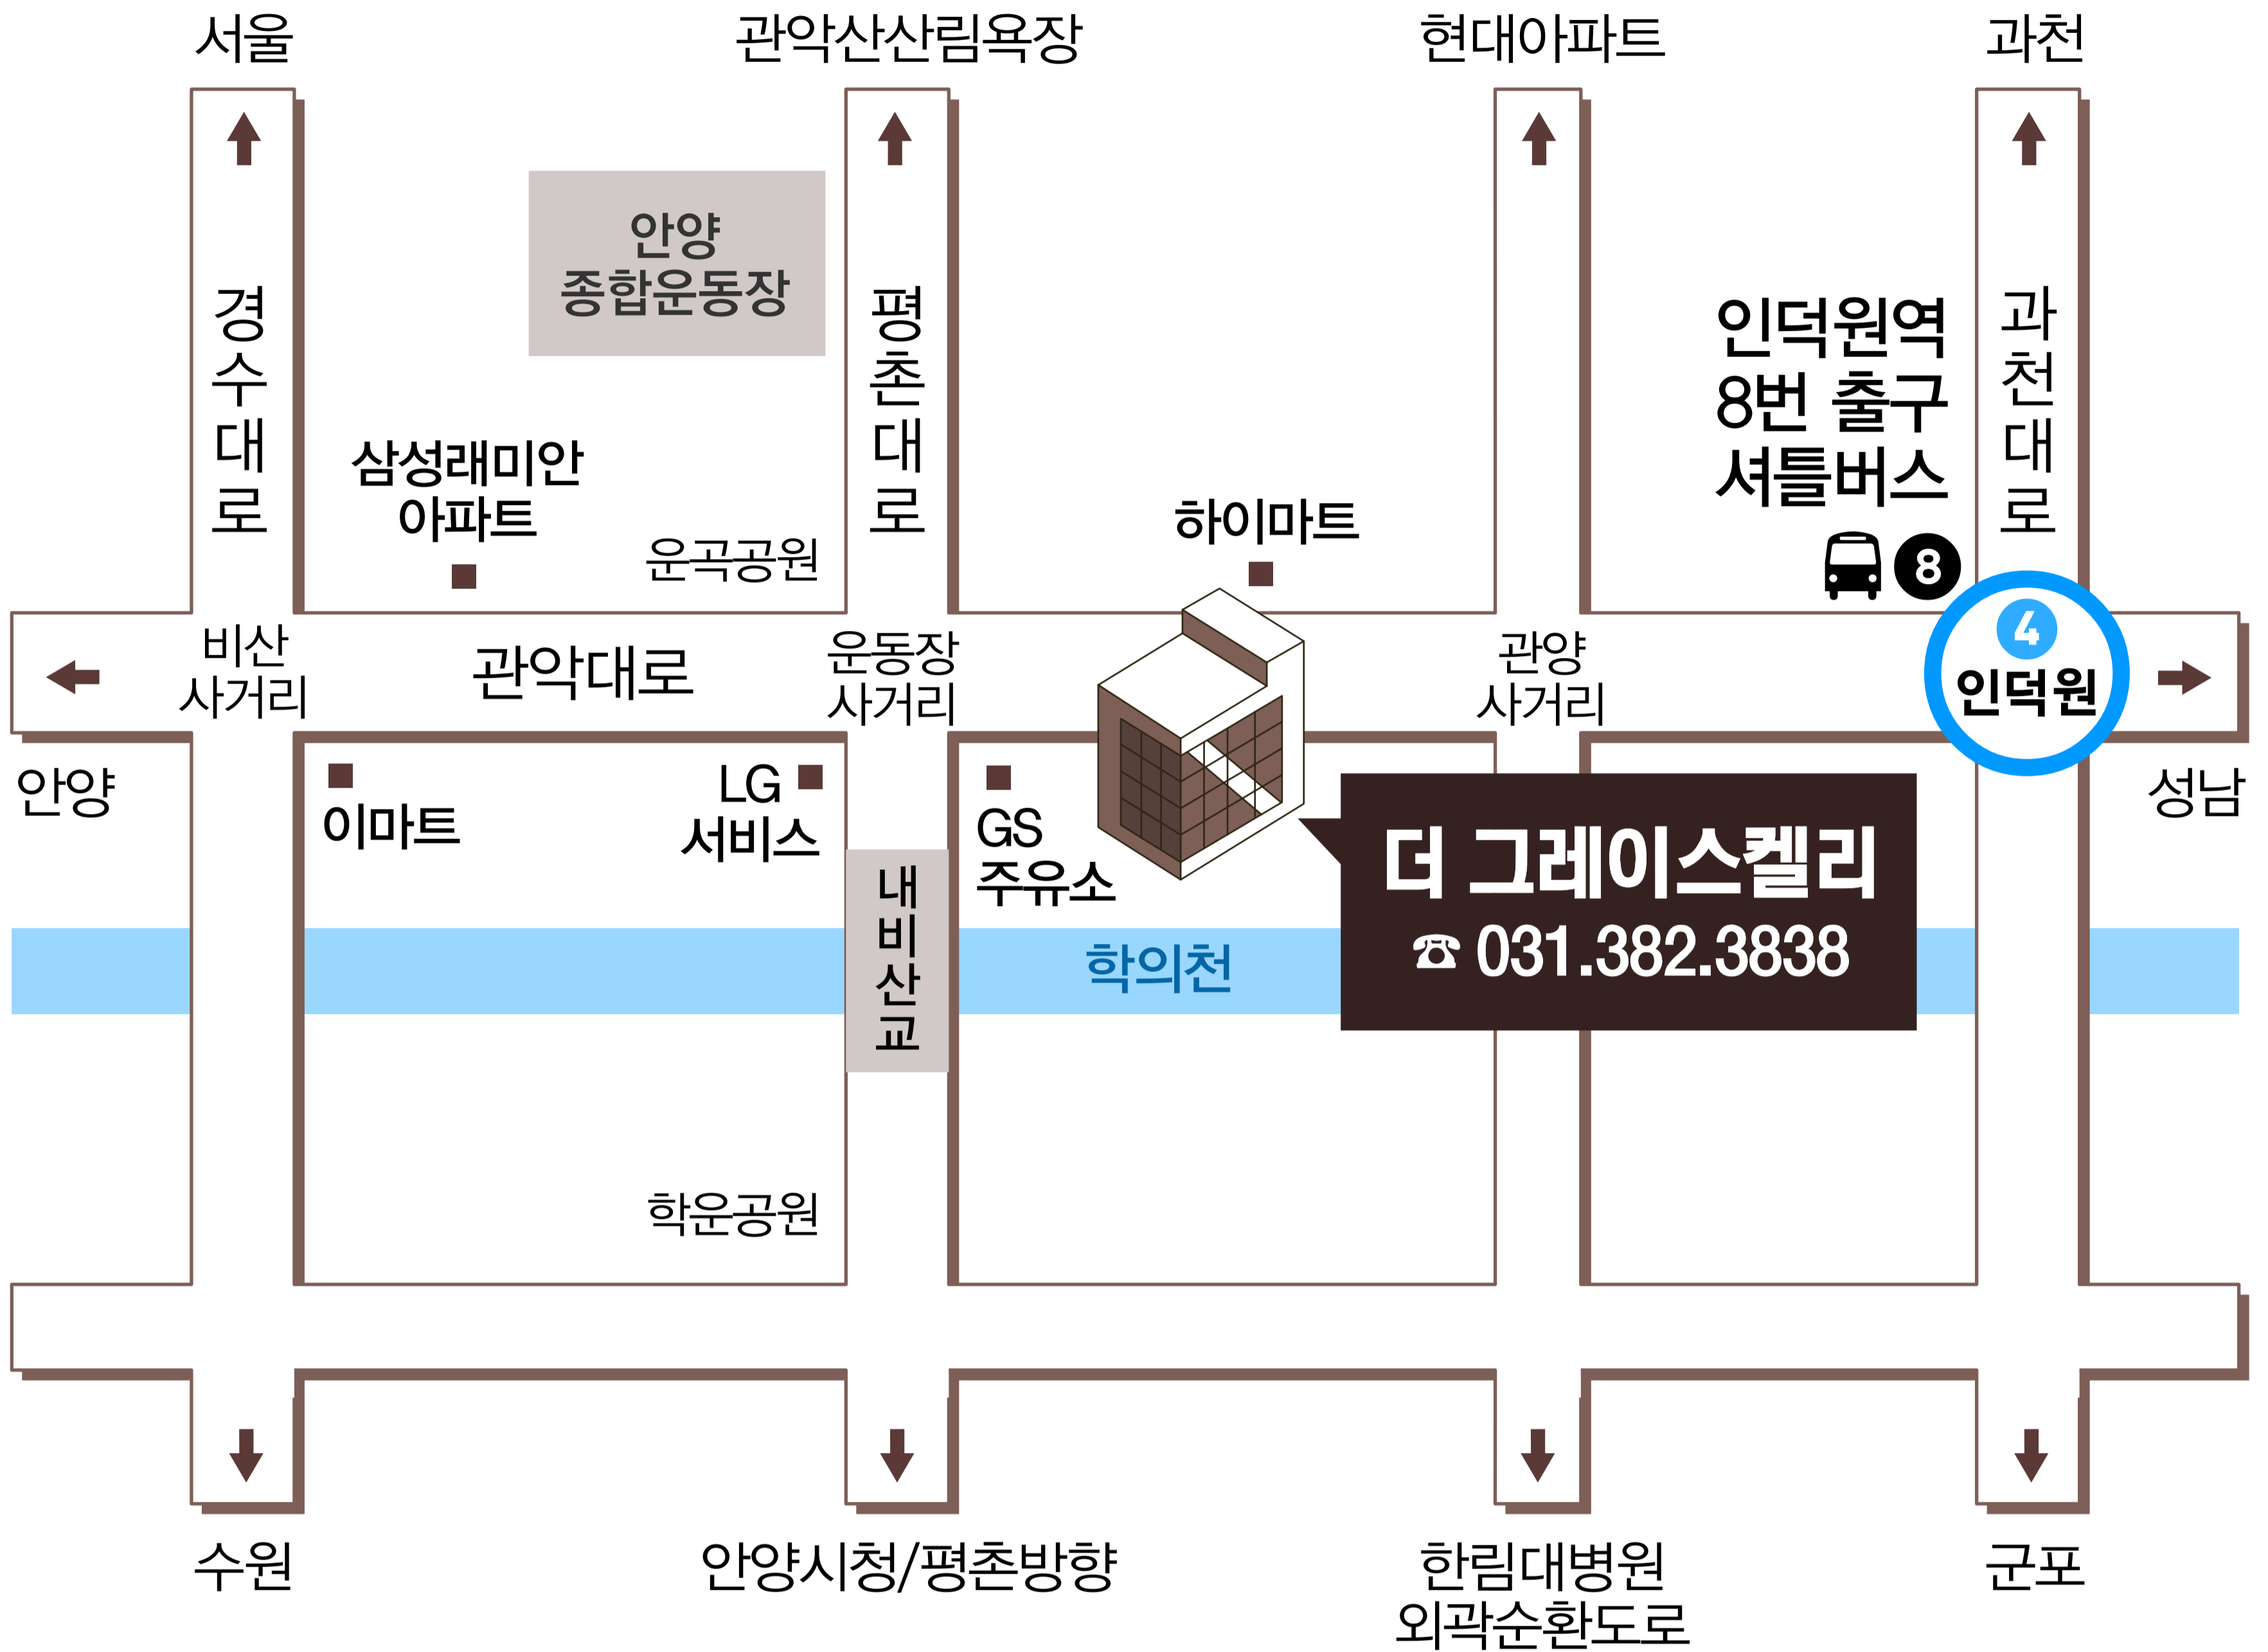 서울
관악산산림욕장
현대아파트
과천
안양
종합운동장
경수대로
평촌대로
과천대로
인덕원역
8번 출구
셔틀버스
8
삼성래미안
아파트
운곡공원
하이마트
비산
사거리
관악대로
운동장
사거리
관양
사거리
4
인덕원
안양
이마트
LG
서비스
GS
주유소
성남
더 그레이스켈리
☎ 031.382.3838
내비산교
학의천
학운공원
수원
안양시청/평촌방향
한림대병원
외곽순환도로
군포